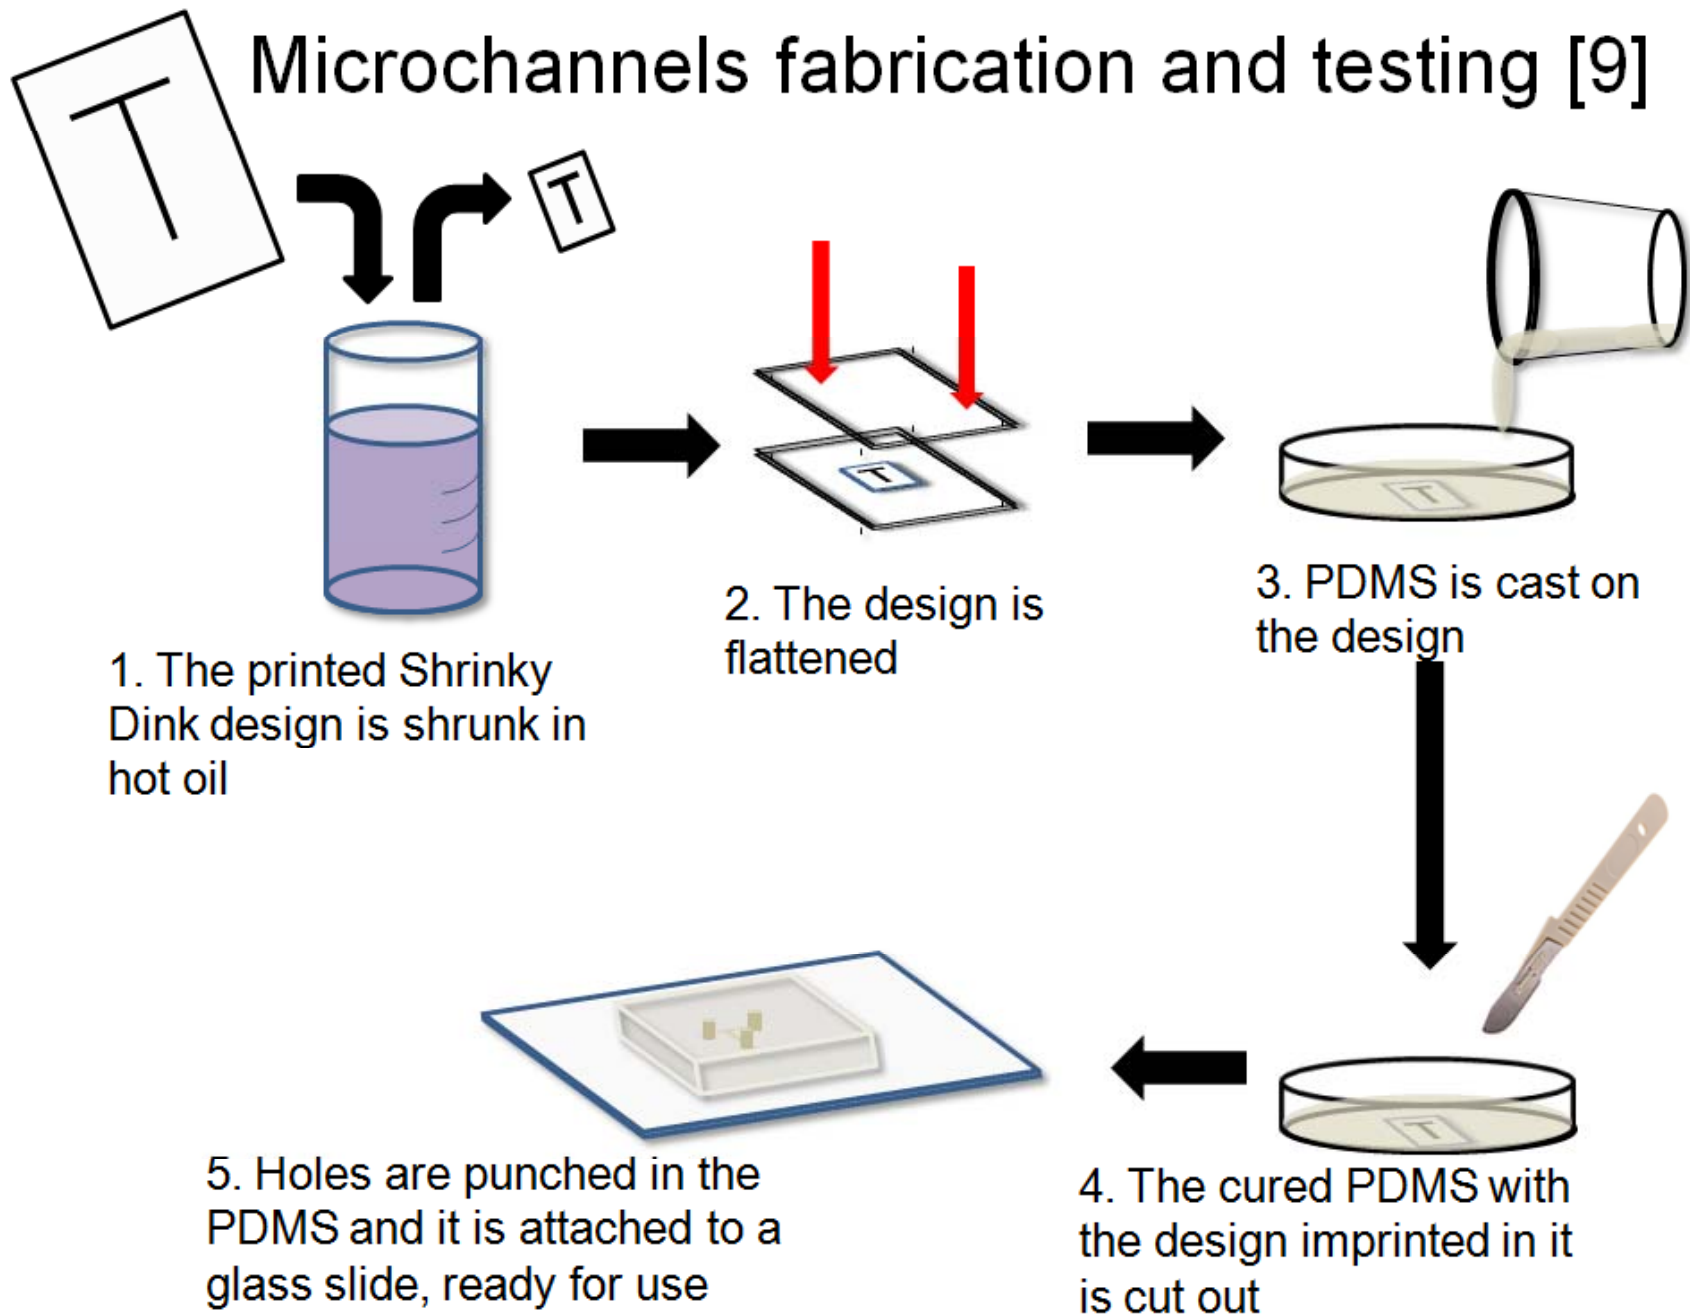 T
Microchannels fabrication and testing [9]
T
T
T
1. The printed Shrinky
Dink design is shrunk in
hot oil
2. The design is
flattened
3. PDMS is cast on
the design
T
4. The cured PDMS with
the design imprinted in it
is cut out
5. Holes are punched in the
PDMS and it is attached to a
glass slide, ready for use